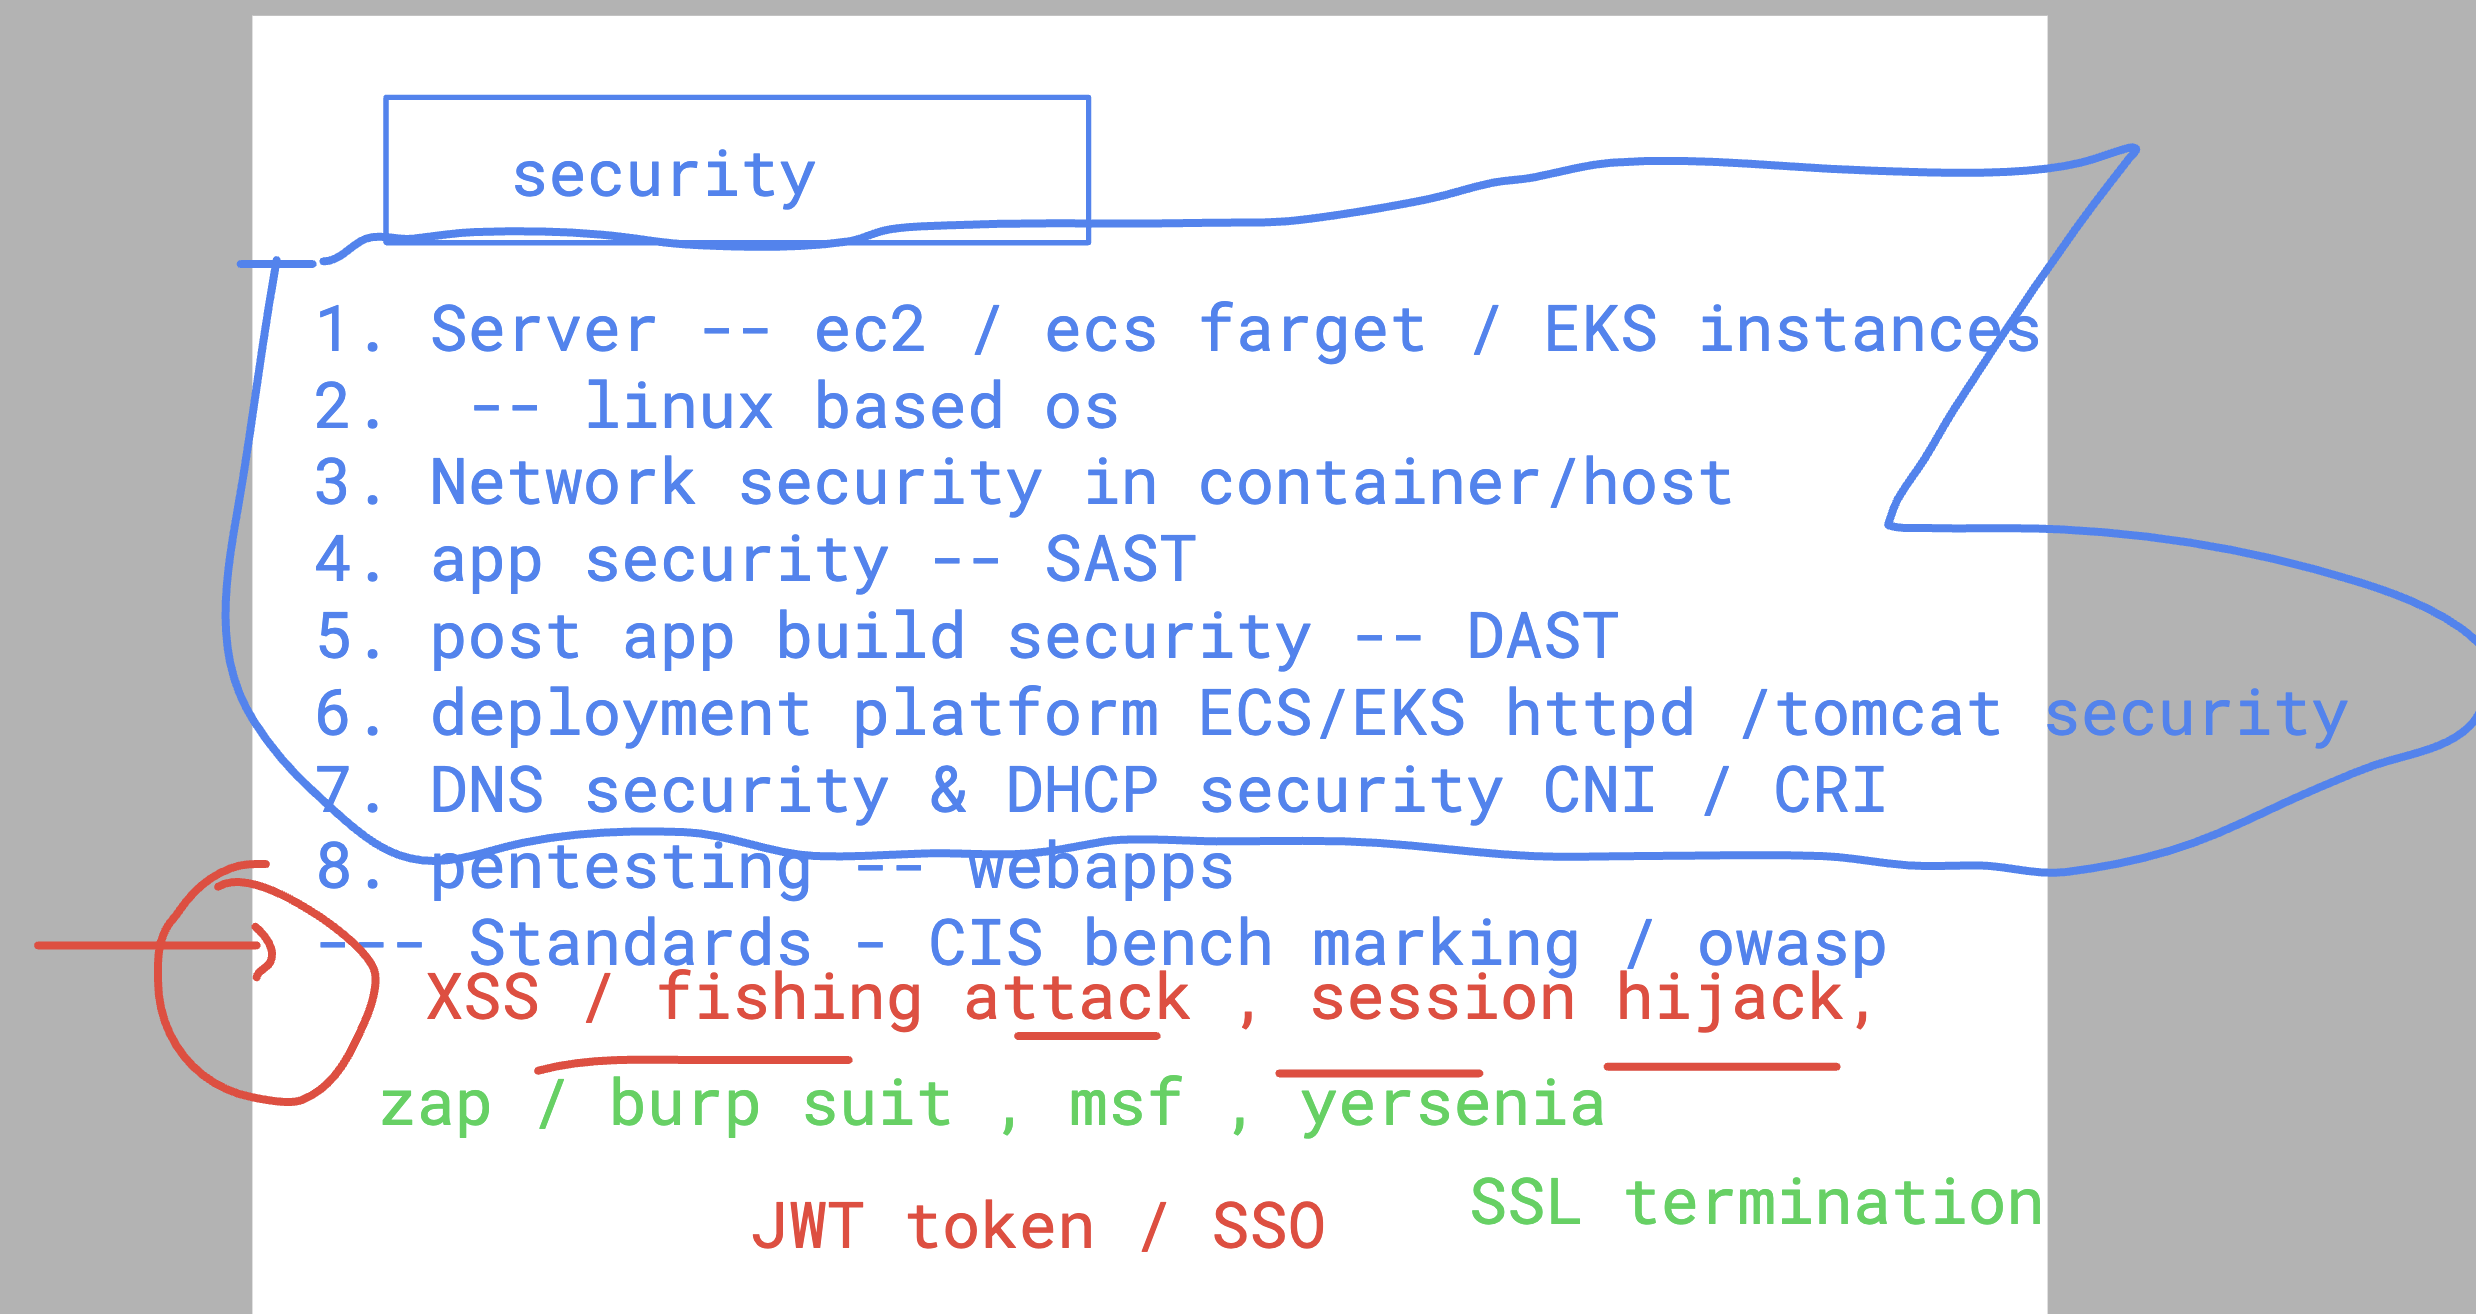 security
1. Server -- ec2 / ecs farget / EKS instances
2.  -- linux based os
3. Network security in container/host
4. app security -- SAST
5. post app build security -- DAST
6. deployment platform ECS/EKS httpd /tomcat security
7. DNS security & DHCP security CNI / CRI
8. pentesting -- webapps
--- Standards - CIS bench marking / owasp
XSS / fishing attack , session hijack,
zap / burp suit , msf , yersenia
SSL termination
JWT token / SSO